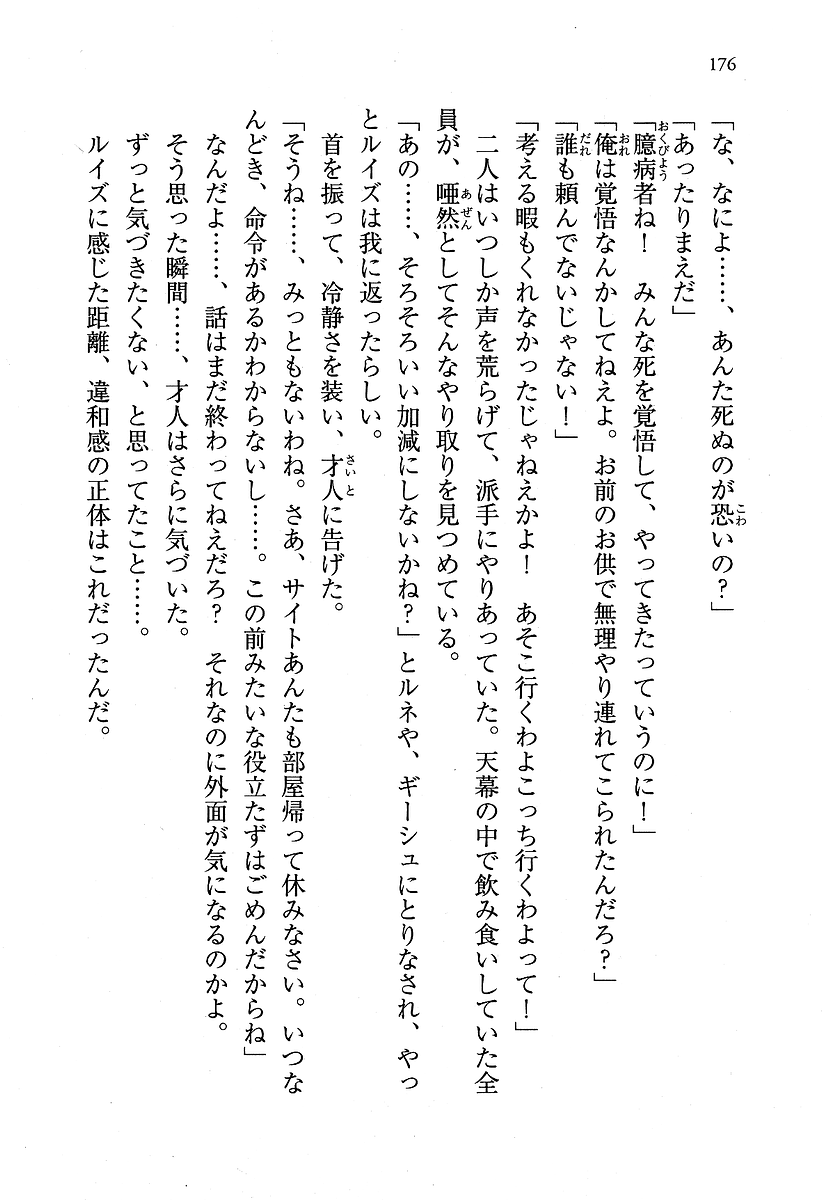 176
「な、なによ……、あんた死ぬのが恐いの？」
「あったりまえだ」
「臆病者ね！　みんな死を覚悟して、やってきたっていうのに！」
「俺は覚悟なんかしてねえよ。お前のお供で無理やり連れてこられたんだろ？」
「誰も頼んでないじゃない！」
「考える暇もくれなかったじゃねえかよ！　あそこ行くわよこっち行くわよって！」
　二人はいつしか声を荒らげて、派手にやりあっていた。天幕の中で飲み食いしていた全
員が、唖然としてそんなやり取りを見つめている。
「あの……、そろそろいい加減にしないかね？」とルネや、ギーシュにとりなされ、やっ
とルイズは我に返ったらしい。
　首を振って、冷静さを装い、才人に告げた。
「そうね……、みっともないわね。さあ、サイトあんたも部屋帰って休みなさい。いつな
んどき、命令があるかわからないし……。この前みたいな役立たずはごめんだからね」
　なんだよ……、話はまだ終わってねえだろ？　それなのに外面が気になるのかよ。
　そう思った瞬間……、才人はさらに気づいた。
　ずっと気づきたくない、と思ってたこと……。
　ルイズに感じた距離、違和感の正体はこれだったんだ。